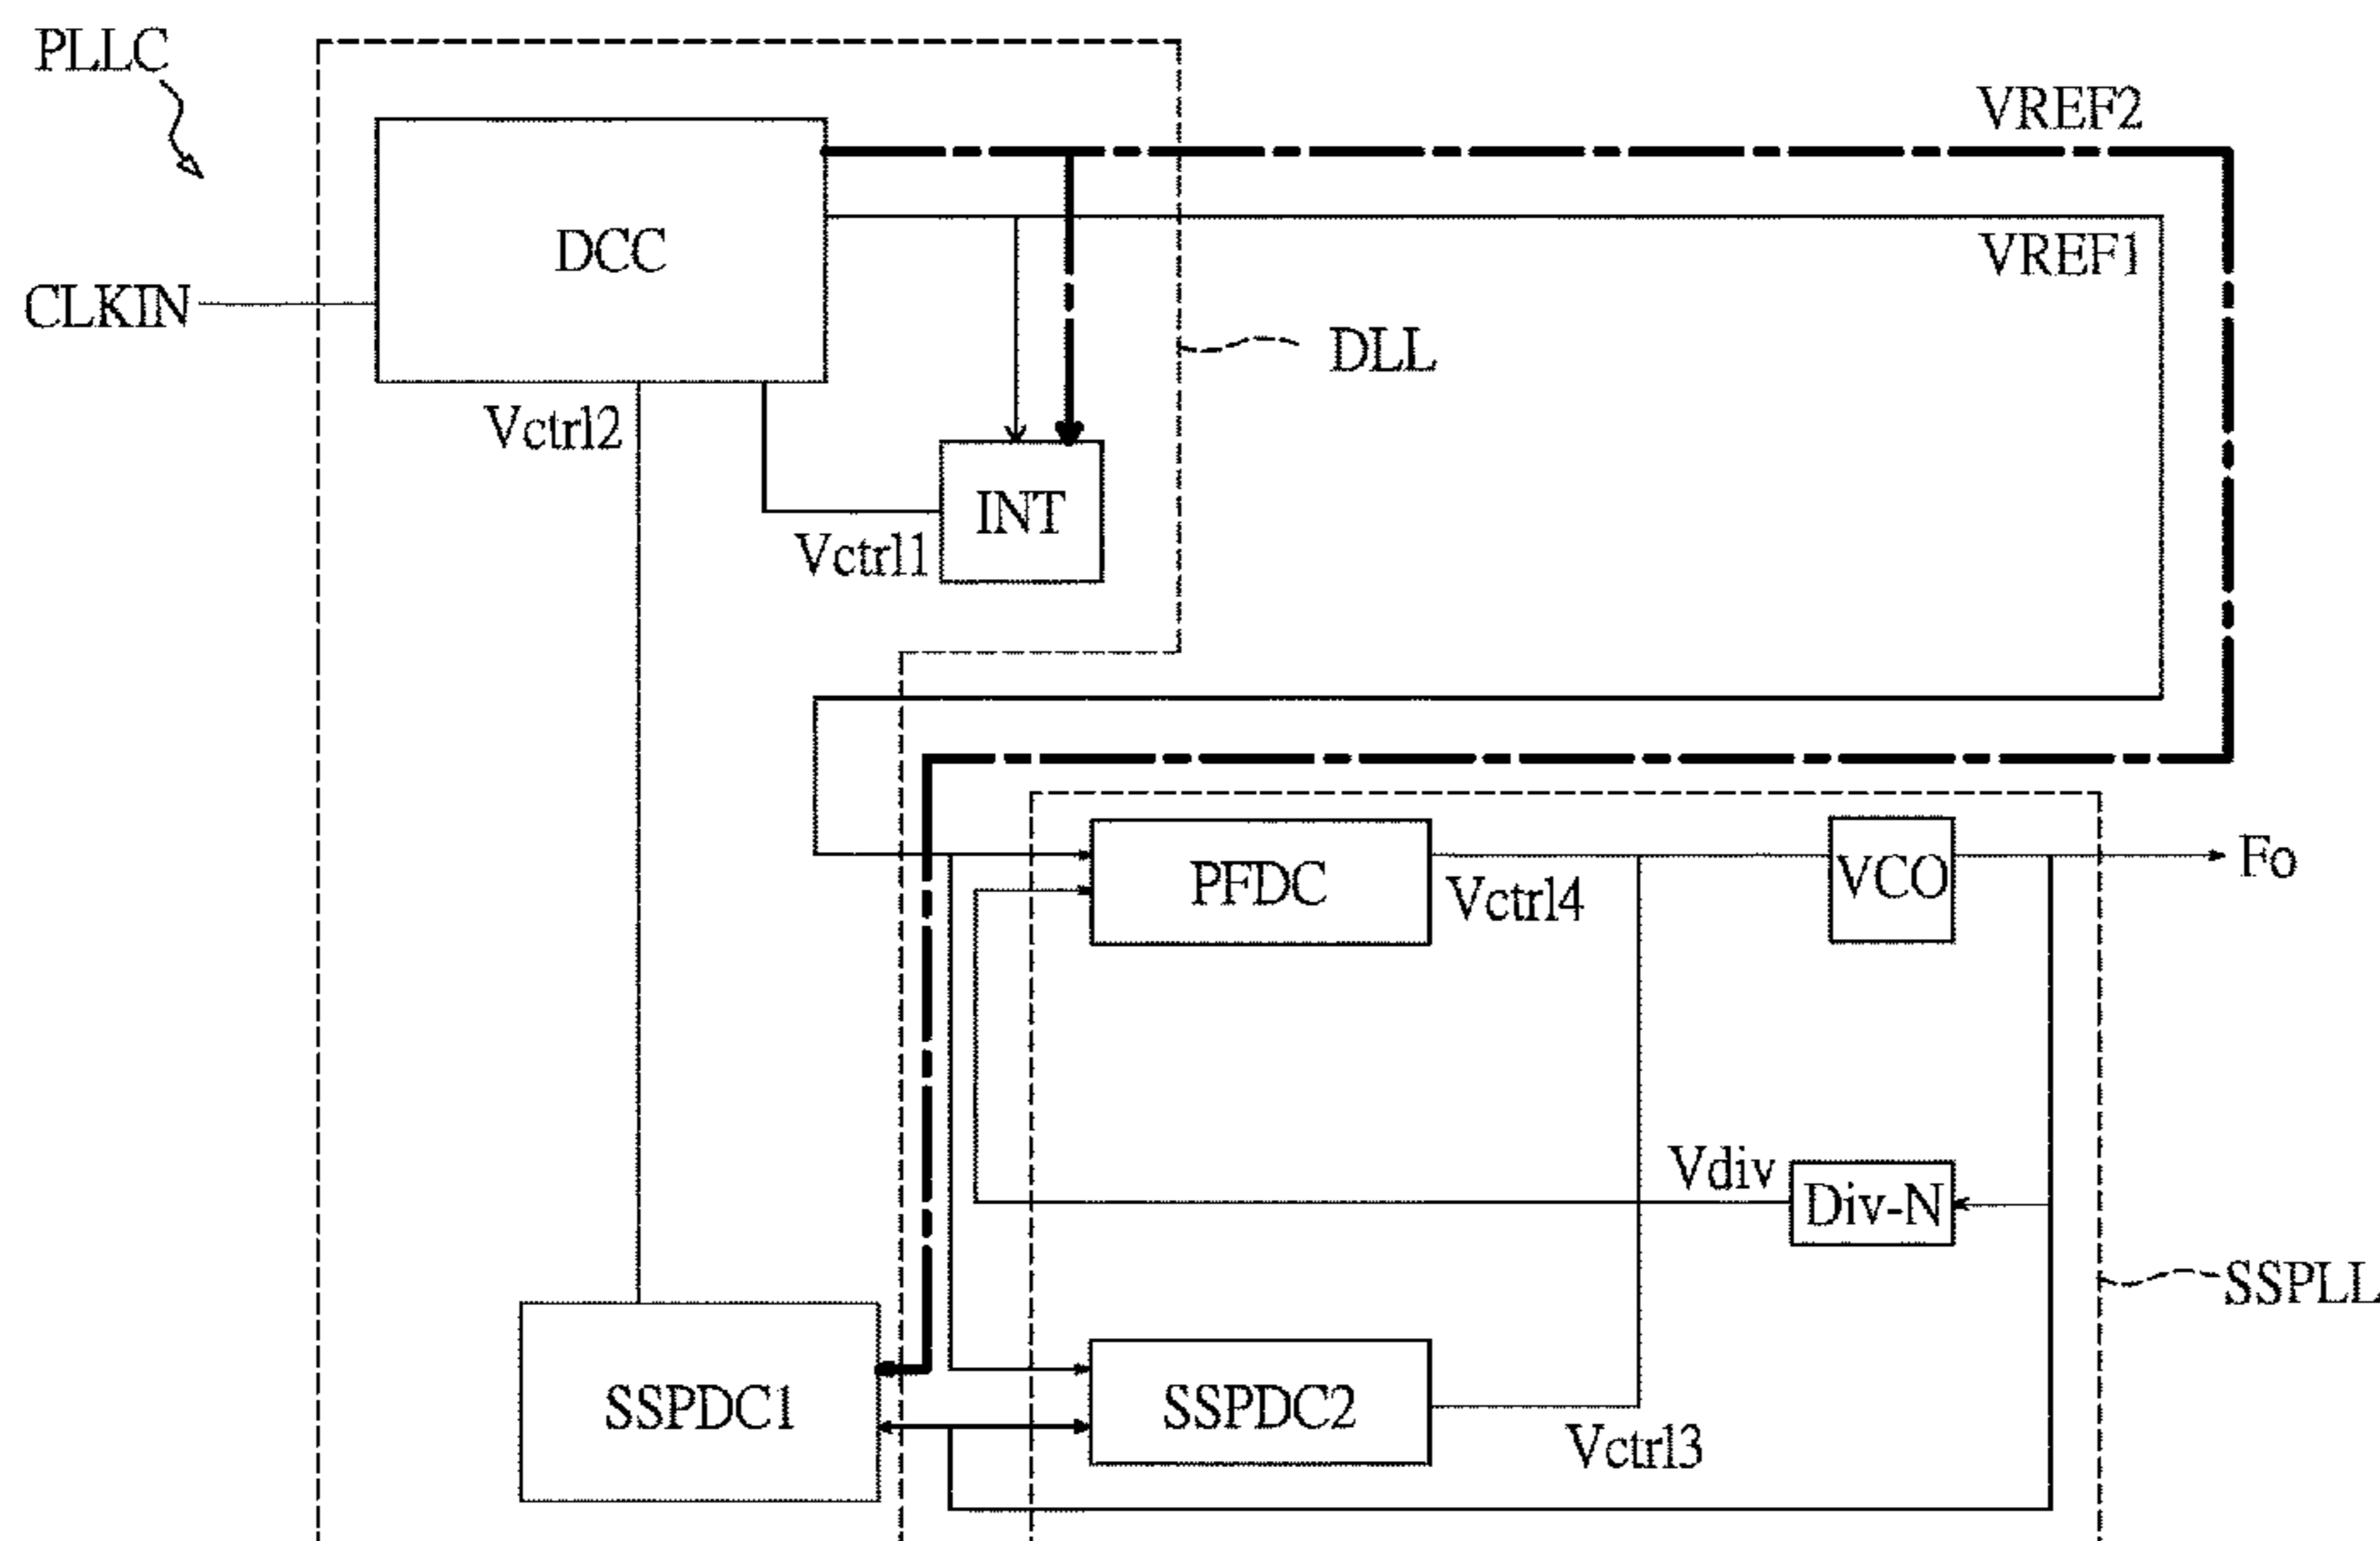 PLLC
VREF2
DCC
VREF1
CLKIN
DLL
Vctrl2
INT
Vctrl1
PFDC
VCO
Fo
Vctrl4
Vdiv
Div-N
SSPLL
SSPDC1
SSPDC2
Vctrl3